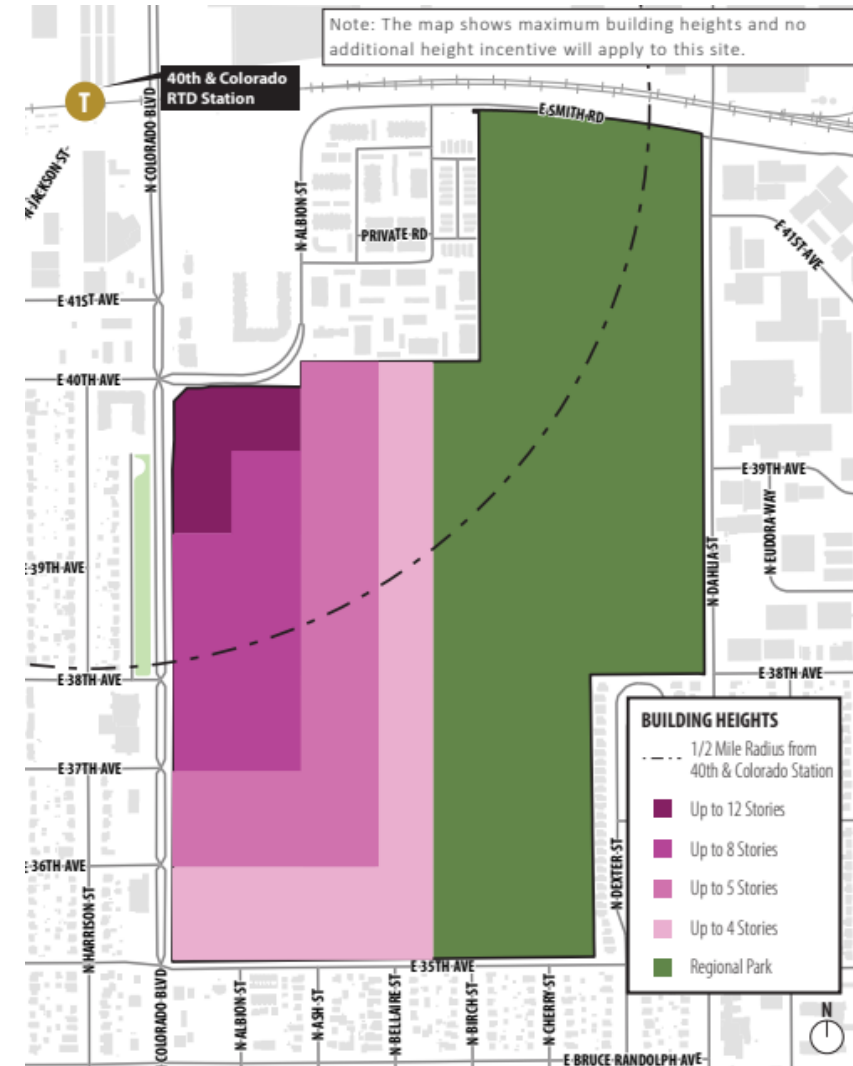 Note: The map shows maximum building heights and no
additional height incentive will apply to this site.
40th & Colorado
RTD Station
T
N COLORADO BLVD
E SMITH RD
N JACKSON ST
N ALBION ST
PRIVATE RD
E 41ST AVE
E 41ST AVE
E 40TH AVE
E 39TH AVE
N EUDORA WAY
E 39TH AVE
N DAHLIA ST
E 38TH AVE
E 38TH AVE
BUILDING HEIGHTS
1/2 Mile Radius from
40th & Colorado Station
Up to 12 Stories
Up to 8 Stories
Up to 5 Stories
Up to 4 Stories
Regional Park
E 37TH AVE
E 36TH AVE
N DEXTER ST
N HARRISON ST
E 35TH AVE
COLORADO BLVD
N ALBION ST
N ASH ST
N BELLAIRE ST
N BIRCH ST
N CHERRY ST
N
E BRUCE RANDOLPH AVE